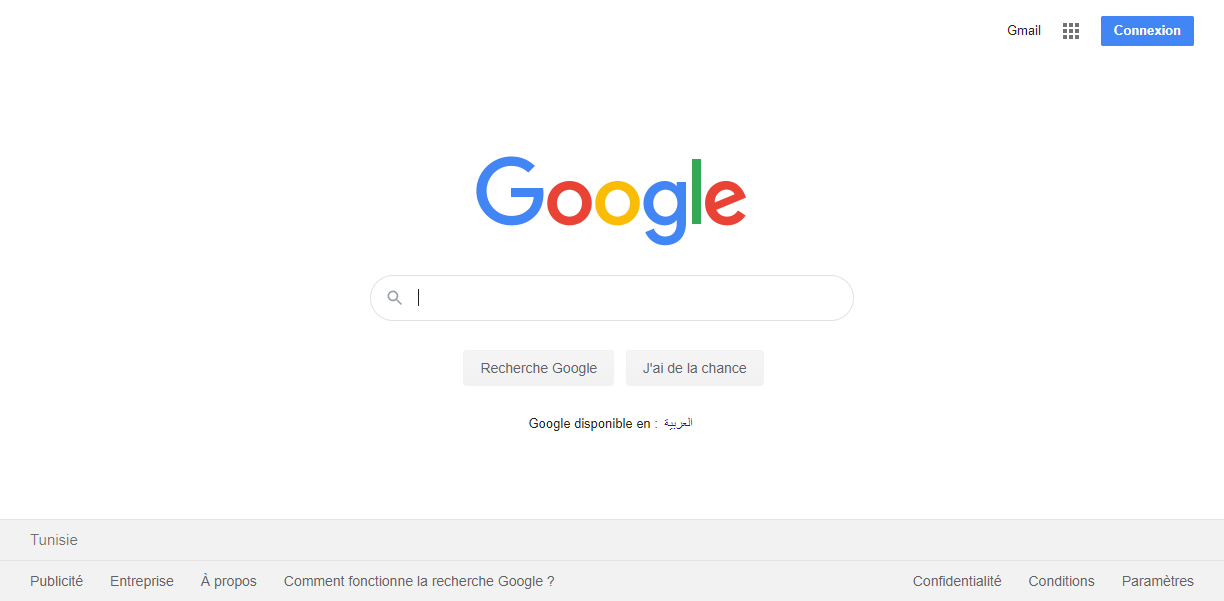 Gmail Connexion
Google
Recherche Google J'ai de la chance
Google disponible en : العربية
Tunisie
Publicité Entreprise À propos Comment fonctionne la recherche Google ? Confidentialité Conditions Paramètres